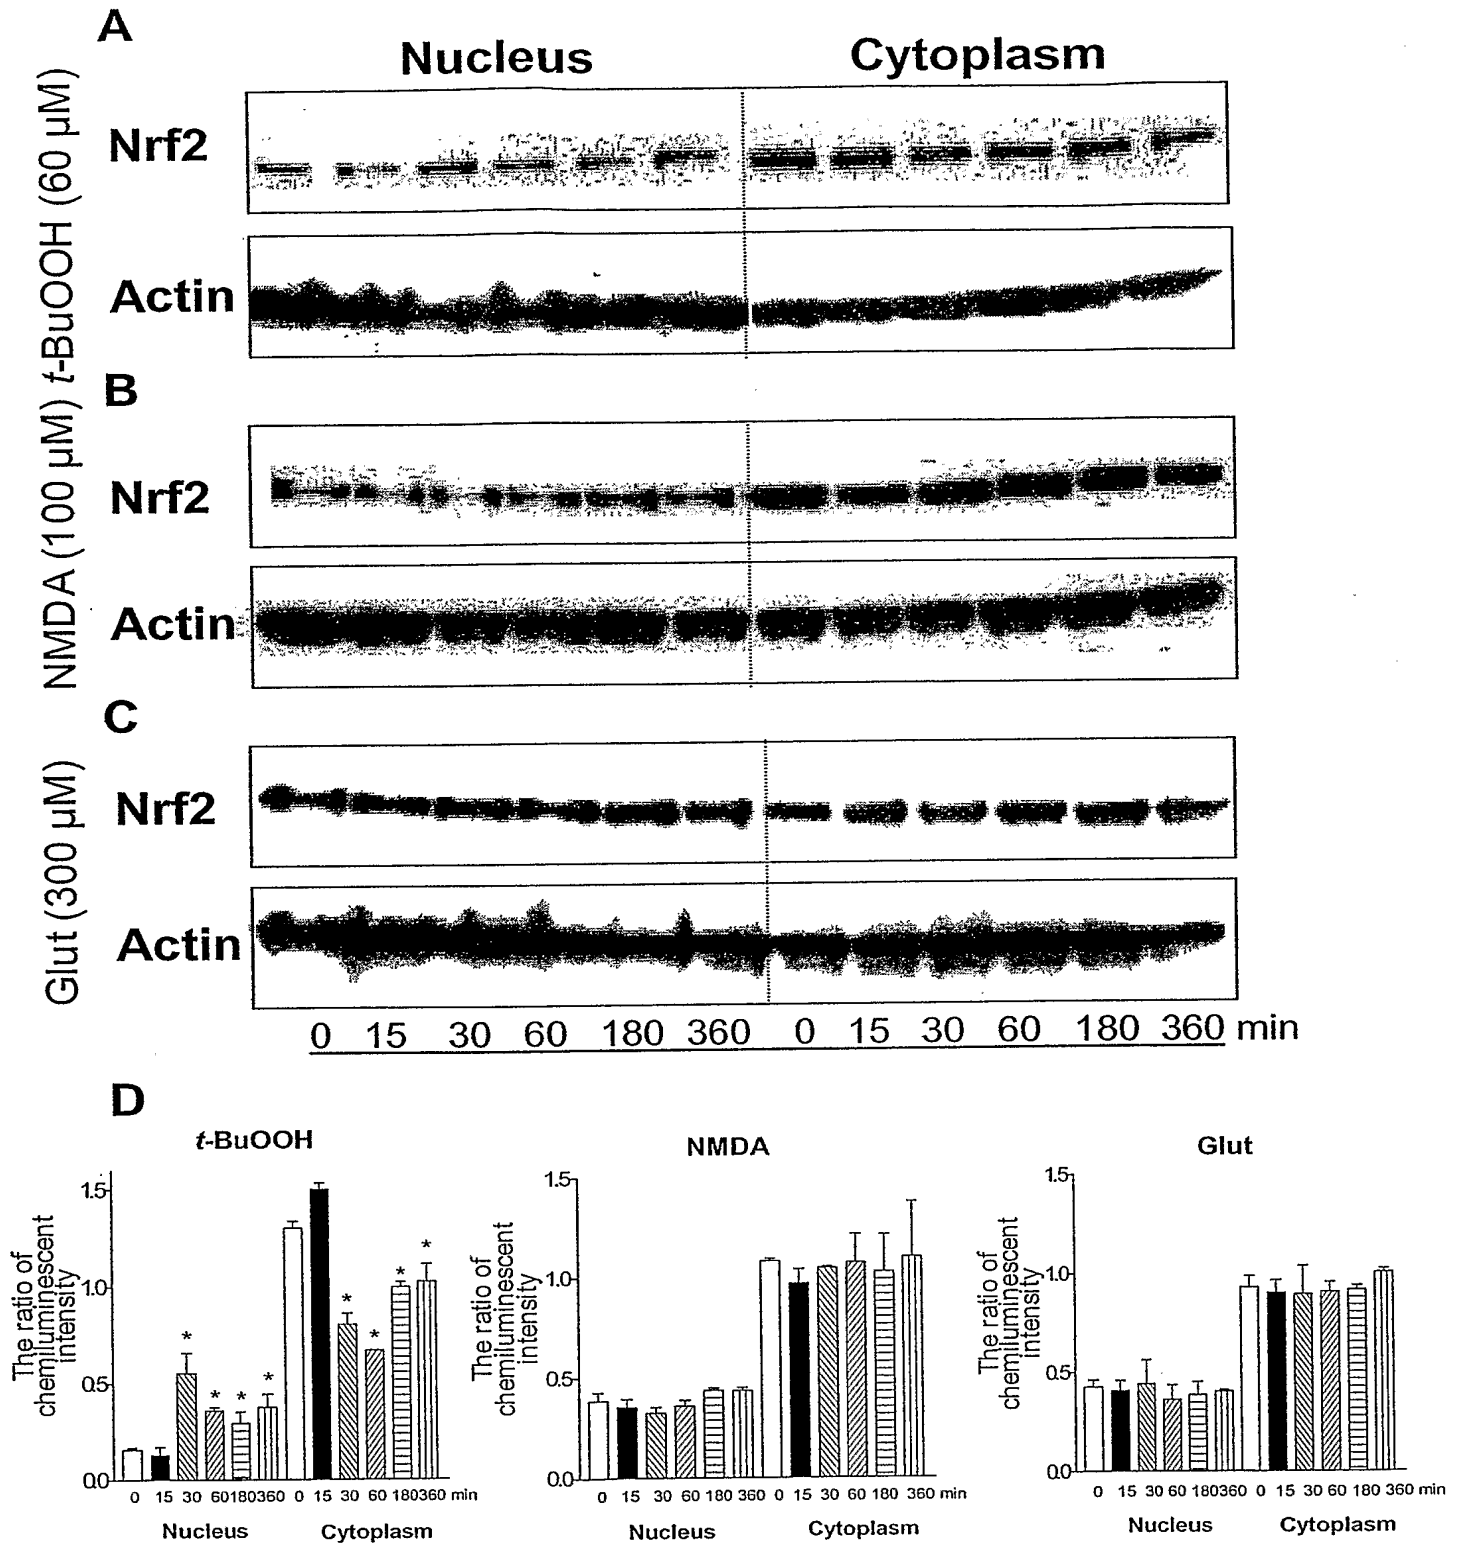 A
Nucleus Cytoplasm
t-BuOOH (60 µM)
Nrf2
Actin
B
NMDA (100 µM)
Nrf2
Actin
C
Glut (300 µM)
Nrf2
Actin
0 15 30 60 180 360 0 15 30 60 180 360 min
D
t-BuOOH
The ratio of
chemiluminescent
intensity
1.5
1.0
0.5
0.0
* * * * * * * *
0 15 30 60 180 360 0 15 30 60 180 360 min
Nucleus Cytoplasm
NMDA
The ratio of
chemiluminescent
intensity
1.5
1.0
0.5
0.0
0 15 30 60 180 360 0 15 30 60 180 360 min
Nucleus Cytoplasm
Glut
The ratio of
chemiluminescent
intensity
1.5
1.0
0.5
0.0
0 15 30 60 180 360 0 15 30 60 180 360 min
Nucleus Cytoplasm